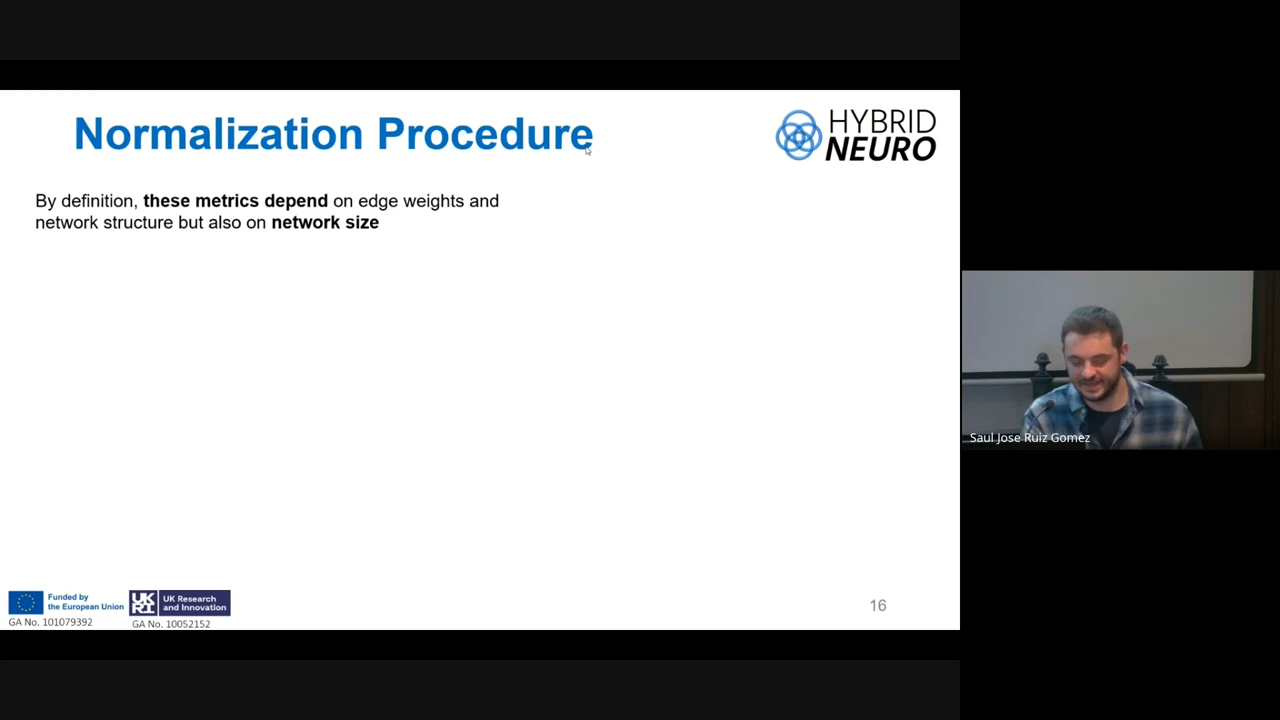 Normalization Procedure
HYBRID
NEURO
By definition, these metrics depend on edge weights and
network structure but also on network size
Saul Jose Ruiz Gomez
Funded by
the European Union
GA No. 101079392
UK
RI
UK Research
and Innovation
GA No. 10052152
16